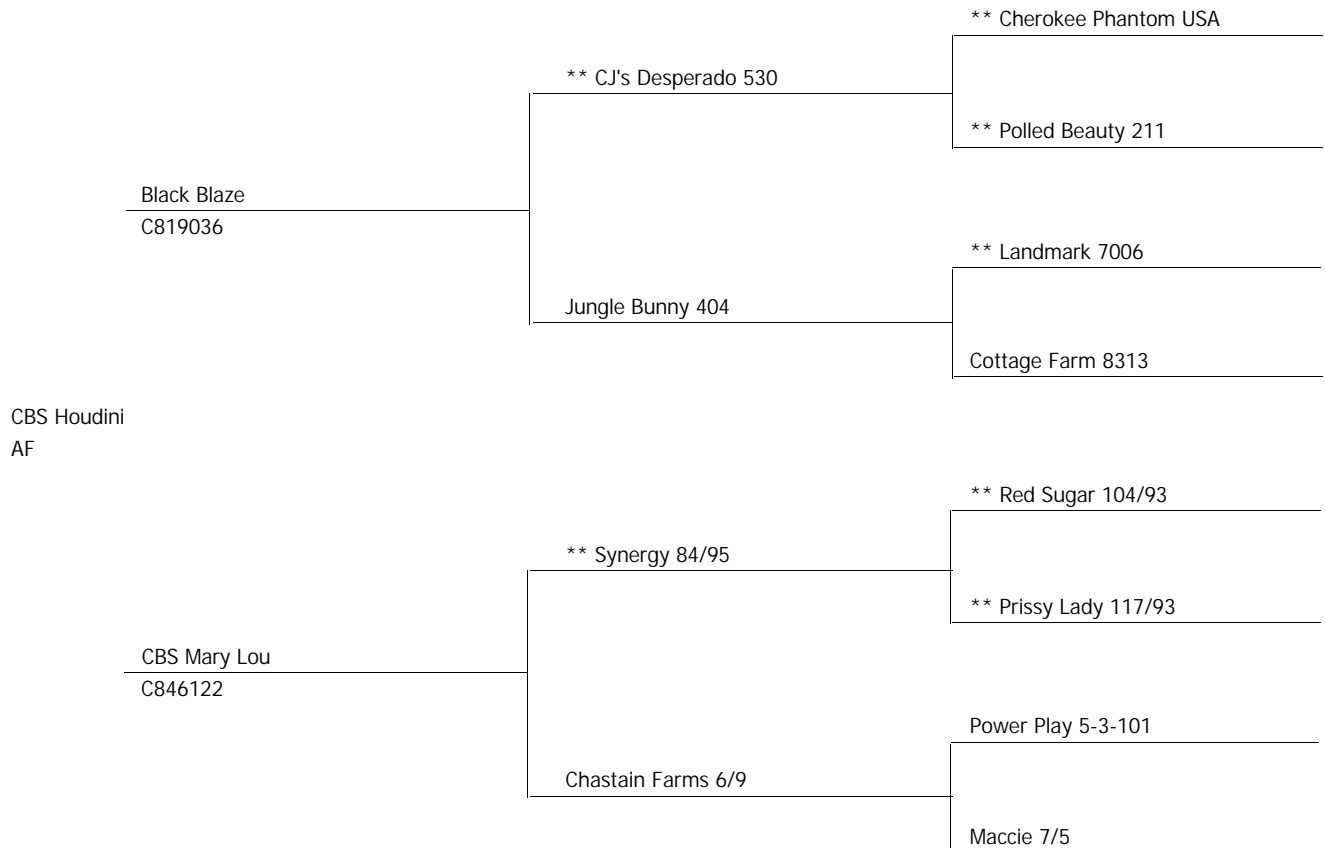 ** Cherokee Phantom USA
** CJ's Desperado 530
** Polled Beauty 211
Black Blaze
C819036
** Landmark 7006
Jungle Bunny 404
Cottage Farm 8313
CBS Houdini
AF
** Red Sugar 104/93
** Synergy 84/95
** Prissy Lady 117/93
CBS Mary Lou
C846122
Power Play 5-3-101
Chastain Farms 6/9
Maccie 7/5